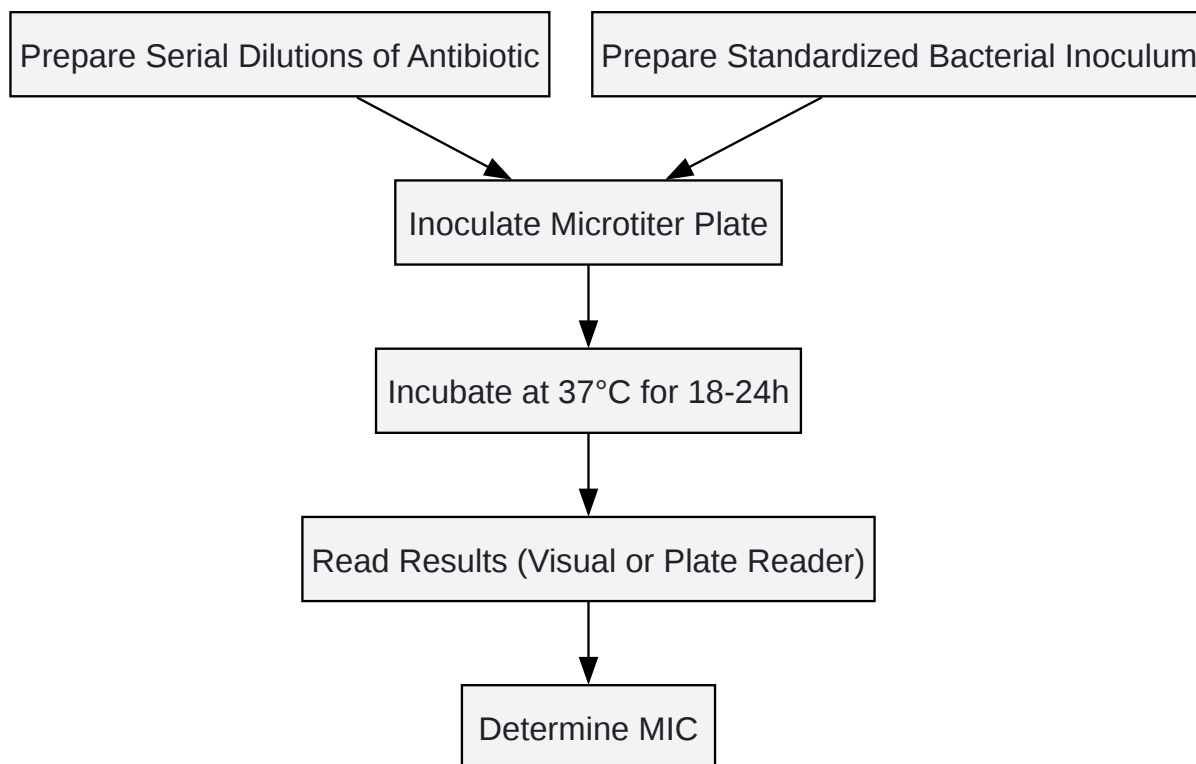 Prepare Serial Dilutions of Antibiotic
Prepare Standardized Bacterial Inoculum
Inoculate Microtiter Plate
Incubate at 37°C for 18-24h
Read Results (Visual or Plate Reader)
Determine MIC